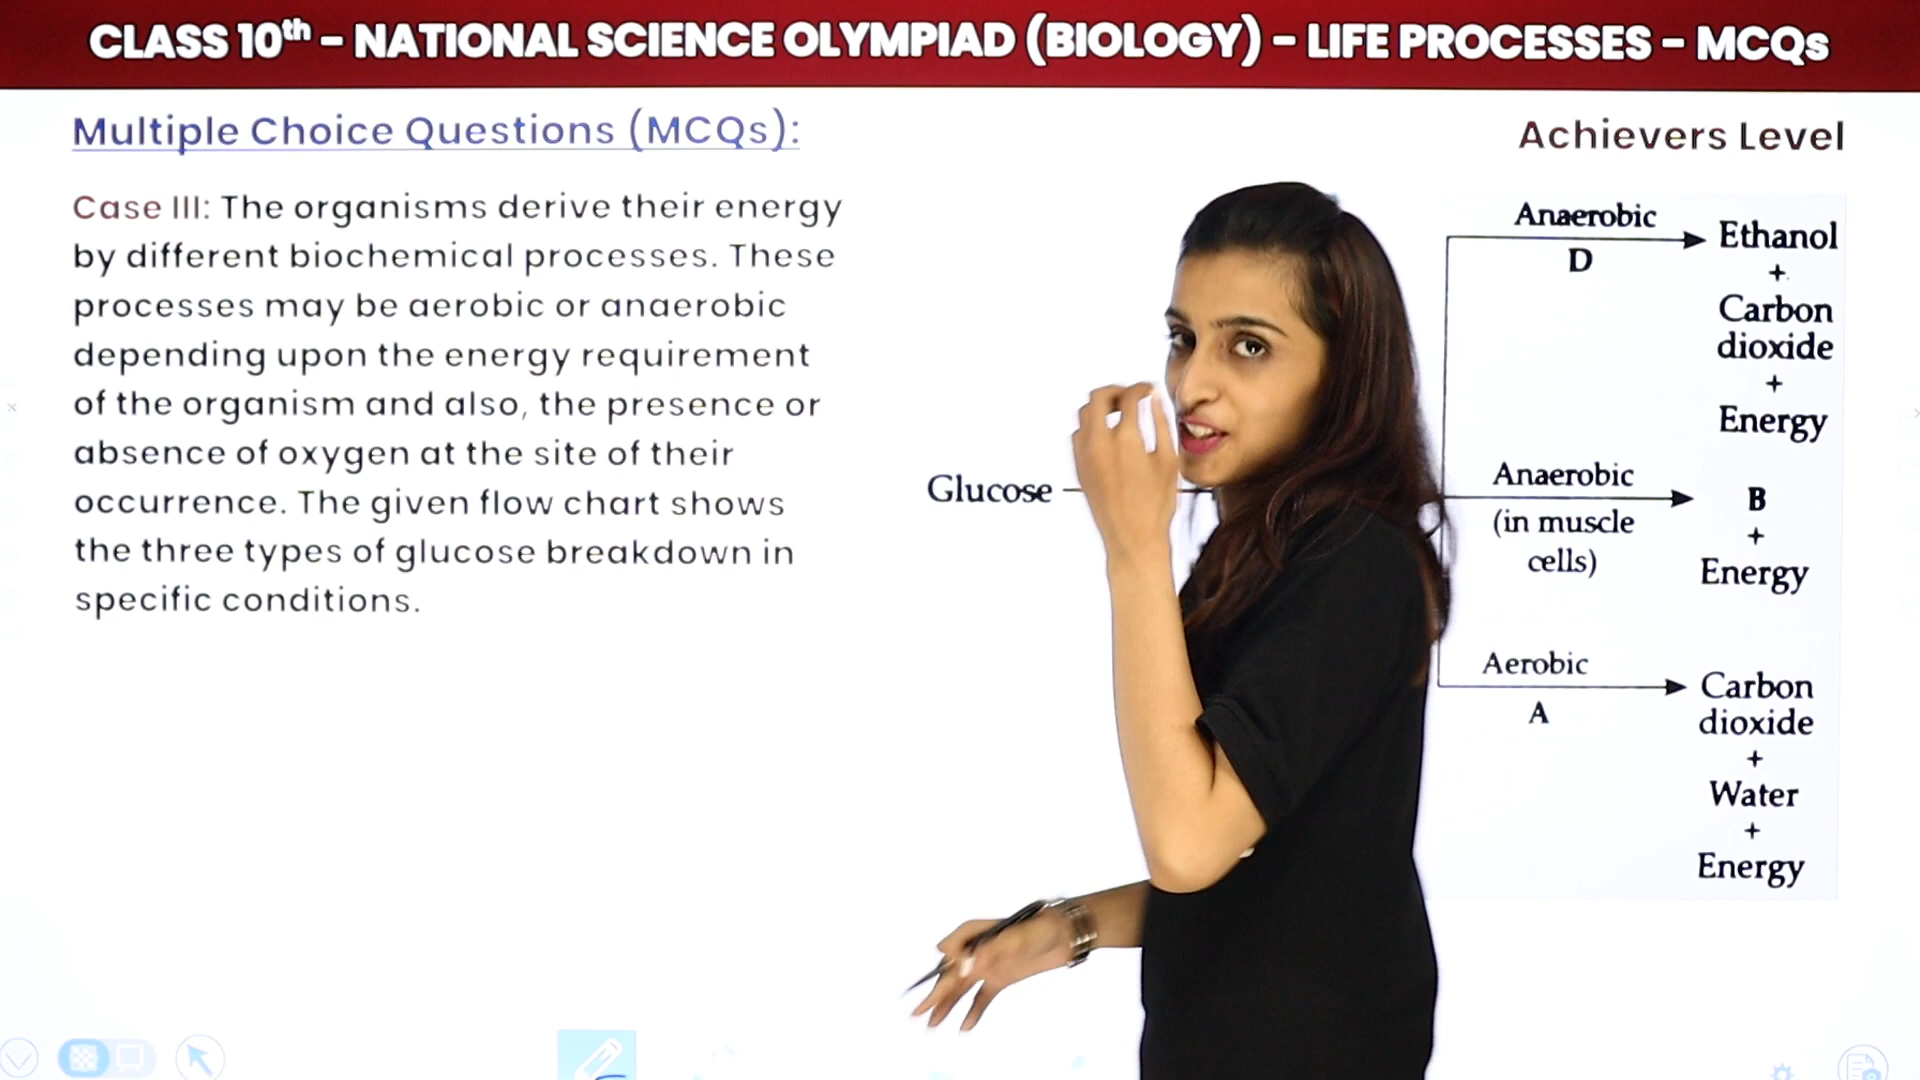 CLASS 10th - NATIONAL SCIENCE OLYMPIAD (BIOLOGY) - LIFE PROCESSES - MCQs
Multiple Choice Questions (MCQs):
Achievers Level
Case III: The organisms derive their energy
by different biochemical processes. These
processes may be aerobic or anaerobic
depending upon the energy requirement
of the organism and also, the presence or
absence of oxygen at the site of their
occurrence. The given flow chart shows
the three types of glucose breakdown in
specific conditions.
Glucose
Anaerobic
D
Ethanol
+
Carbon
dioxide
+
Energy
Anaerobic
(in muscle
cells)
B
+
Energy
Aerobic
A
Carbon
dioxide
+
Water
+
Energy